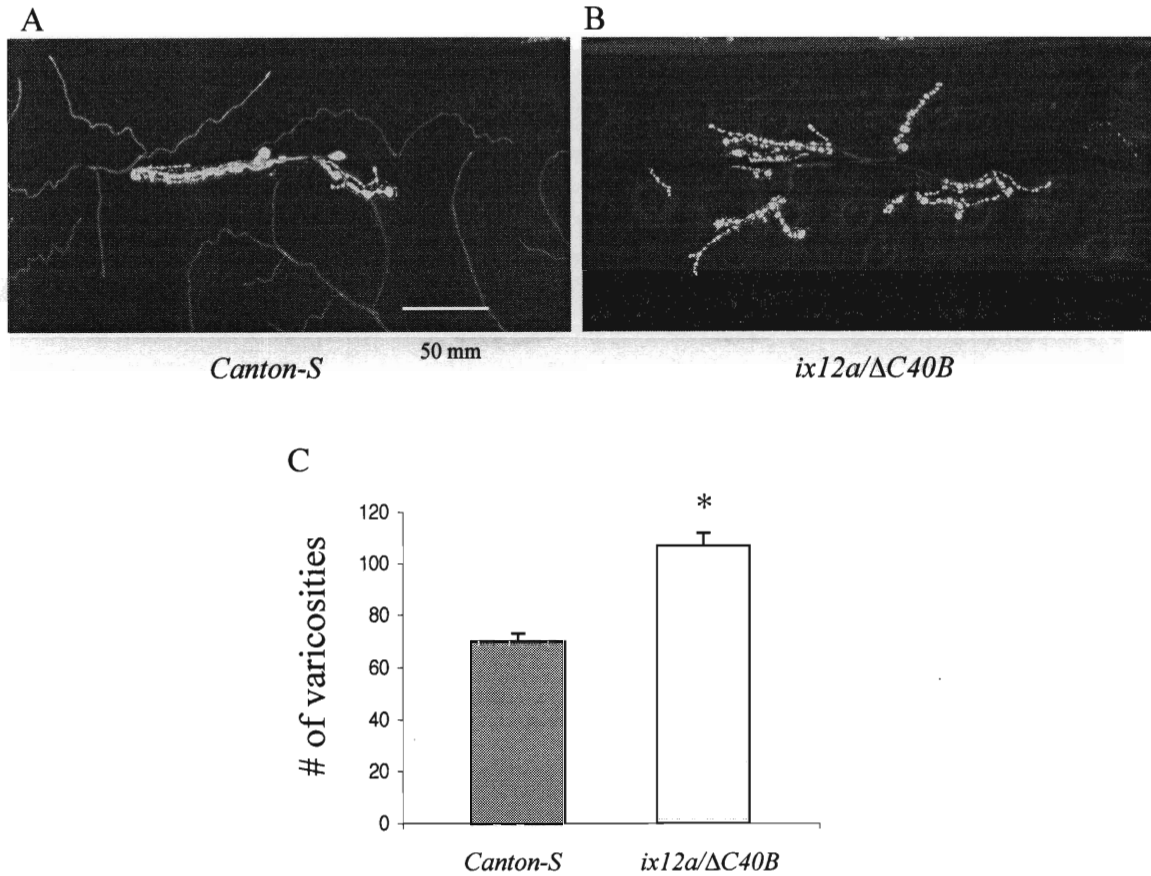 A
B
50 mm
Canton-S
ix12a/ΔC40B
C
*
# of varicosities
120
100
80
60
40
20
0
Canton-S
ix12a/ΔC40B